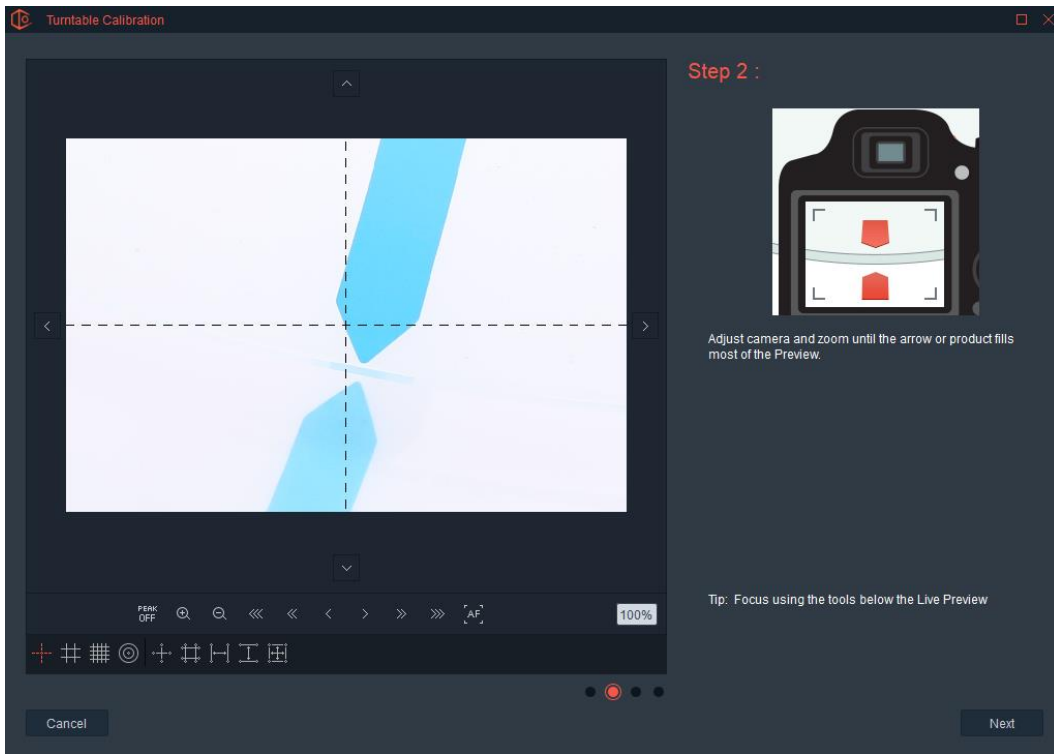 Turntable Calibration
Step 2 :
Adjust camera and zoom until the arrow or product fills
most of the Preview.
Tip: Focus using the tools below the Live Preview
PEAK
OFF
AF
100%
Cancel
Next